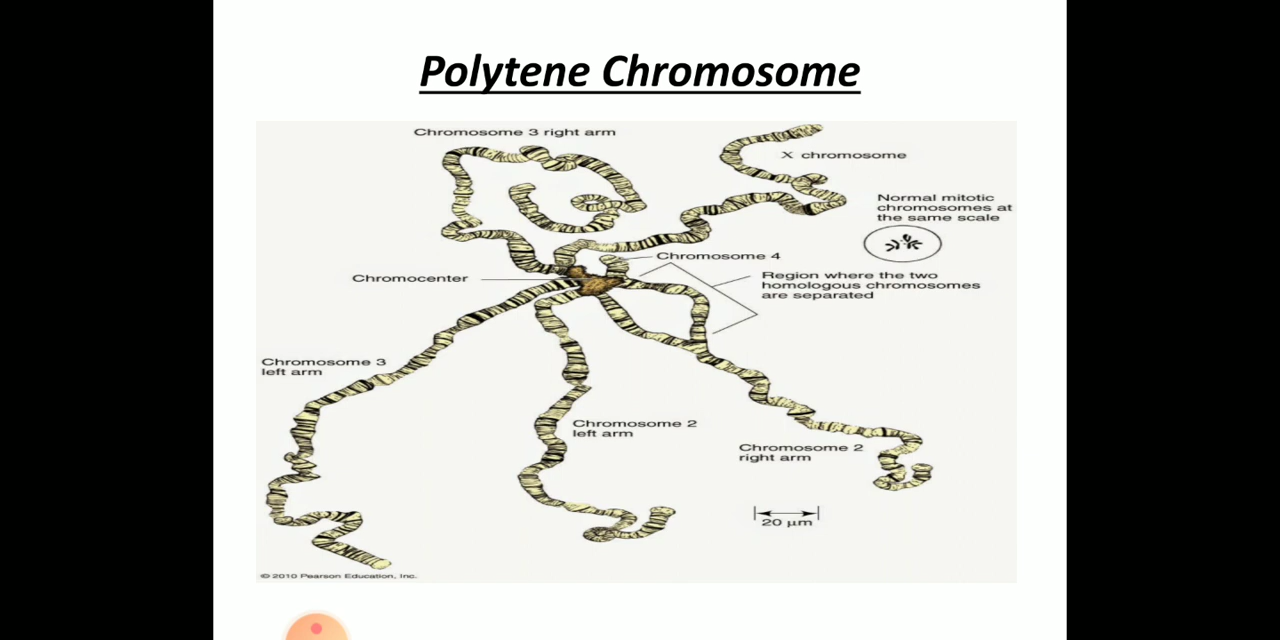 Polytene Chromosome
Chromosome 3 right arm
X chromosome
Normal mitotic
chromosomes at
the same scale
Chromosome 4
Chromocenter
Region where the two
homologous chromosomes
are separated
Chromosome 3
left arm
Chromosome 2
left arm
Chromosome 2
right arm
20 μm
© 2010 Pearson Education, Inc.